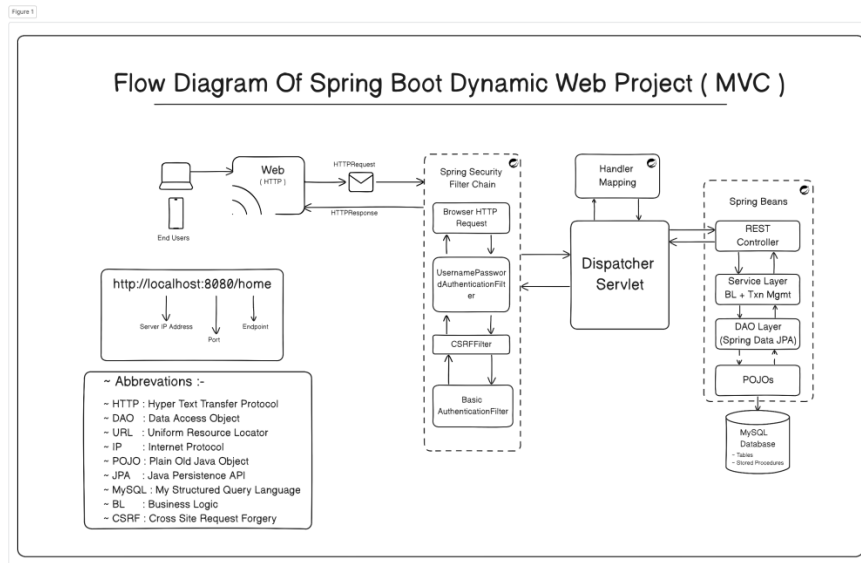 Figure 1
Flow Diagram Of Spring Boot Dynamic Web Project ( MVC )
Web
( HTTP )
HTTPRequest
HTTPResponse
End Users
Spring Security
Filter Chain
Browser HTTP
Request
UsernamePasswor
dAuthenticationFilt
er
CSRFFilter
Basic
AuthenticationFilter
Handler
Mapping
Dispatcher
Servlet
Spring Beans
REST
Controller
Service Layer
BL + Txn Mgmt
DAO Layer
(Spring Data JPA)
POJOs
MySQL
Database
~ Tables
~ Stored Procedures
http://localhost:8080/home
Server IP Address
Port
Endpoint
~ Abbrevations :-
~ HTTP : Hyper Text Transfer Protocol
~ DAO : Data Access Object
~ URL : Uniform Resource Locator
~ IP : Internet Protocol
~ POJO : Plain Old Java Object
~ JPA : Java Persistence API
~ MySQL : My Structured Query Language
~ BL : Business Logic
~ CSRF : Cross Site Request Forgery